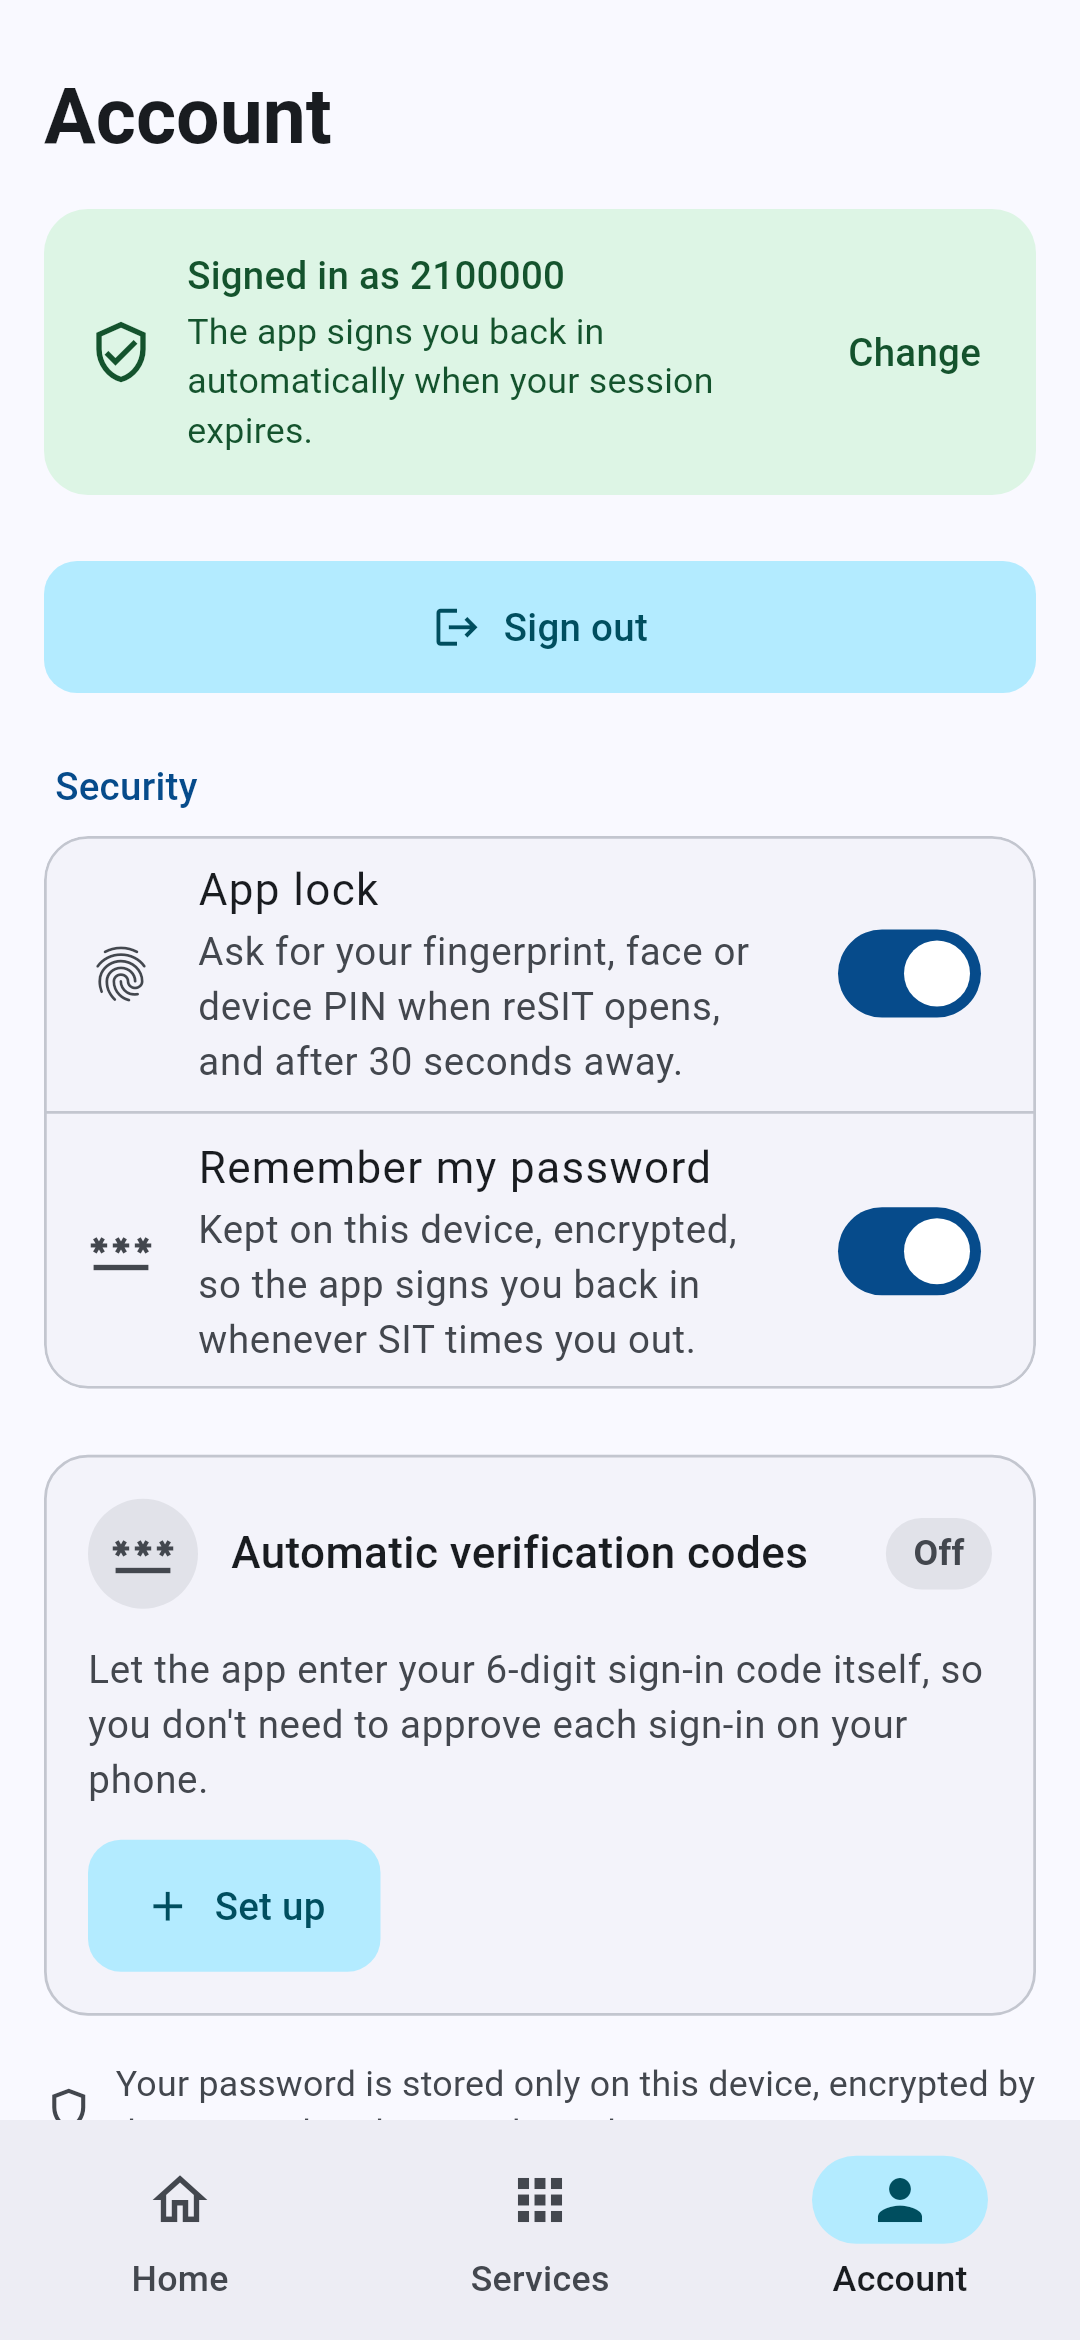 Account
Signed in as 2100000
The app signs you back in
automatically when your session
expires.
Change
Sign out
Security
App lock
Ask for your fingerprint, face or
device PIN when reSIT opens,
and after 30 seconds away.
Remember my password
Kept on this device, encrypted,
so the app signs you back in
whenever SIT times you out.
Automatic verification codes
Off
Let the app enter your 6-digit sign-in code itself, so
you don't need to approve each sign-in on your
phone.
Set up
Your password is stored only on this device, encrypted by
Home
Services
Account